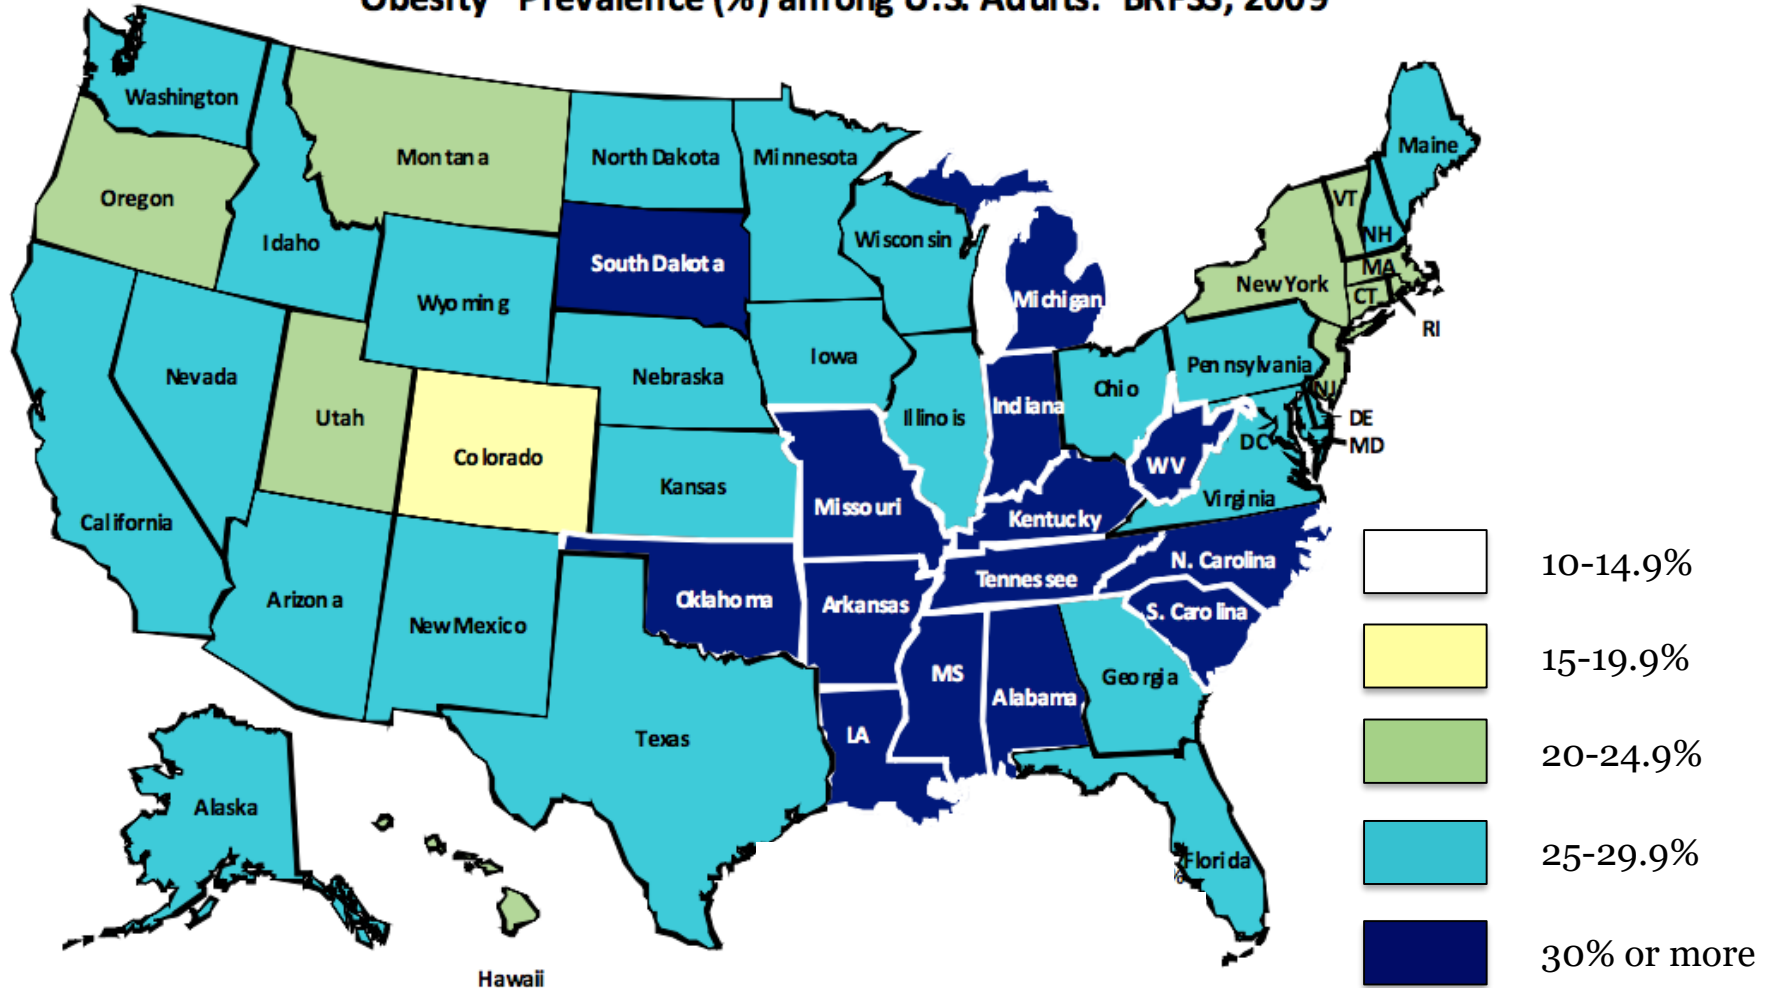 Obesity Prevalence (%) among U.S. Adults. BRFSS, 2009
Washington
Montana
North Dakota
Minnesota
Maine
Oregon
VT
Idaho
Wisconsin
NH
South Dakota
MA
New York
CT
Wyoming
Michigan
RI
Iowa
Pennsylvania
Nevada
Nebraska
Ohio
NJ
Indiana
Utah
Illinois
DE
DC
MD
Colorado
WV
Kansas
Virginia
Missouri
California
Kentucky
N. Carolina
Tennessee
Arizona
Oklahoma
Arkansas
S. Carolina
New Mexico
MS
Georgia
Alabama
LA
Texas
Alaska
Florida
Hawaii
10-14.9%
15-19.9%
20-24.9%
25-29.9%
30% or more